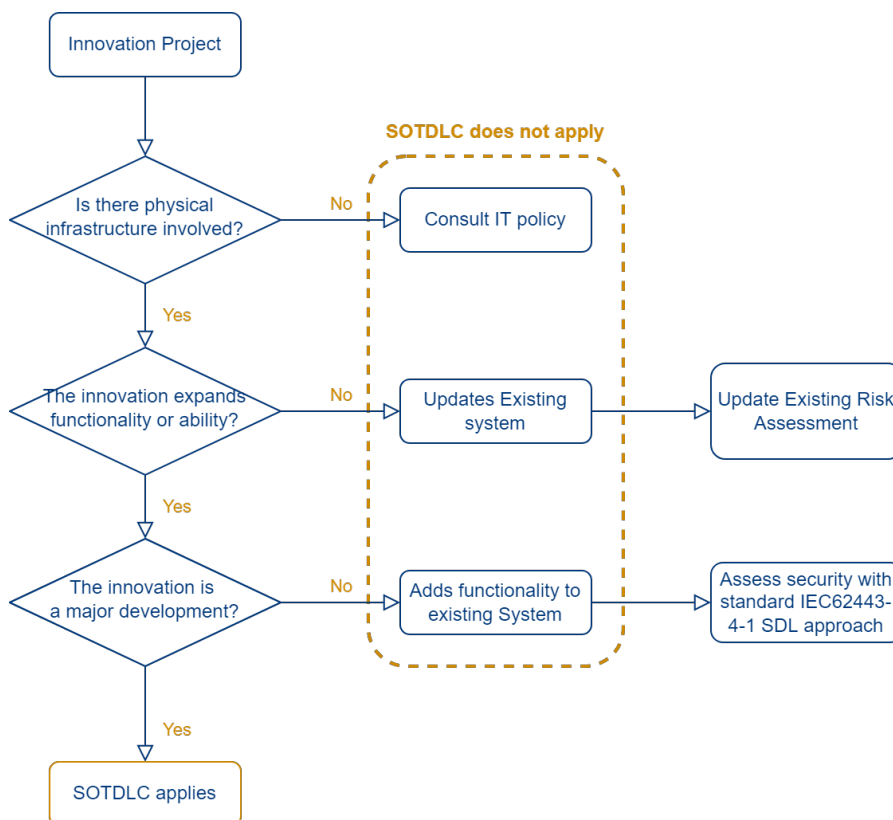 Innovation Project
SOTDLC does not apply
Is there physical
infrastructure involved?
No
Consult IT policy
Yes
The innovation expands
functionality or ability?
No
Updates Existing
system
Update Existing Risk
Assessment
Yes
The innovation is
a major development?
No
Adds functionality to
existing System
Assess security with
standard IEC62443-
4-1 SDL approach
Yes
SOTDLC applies